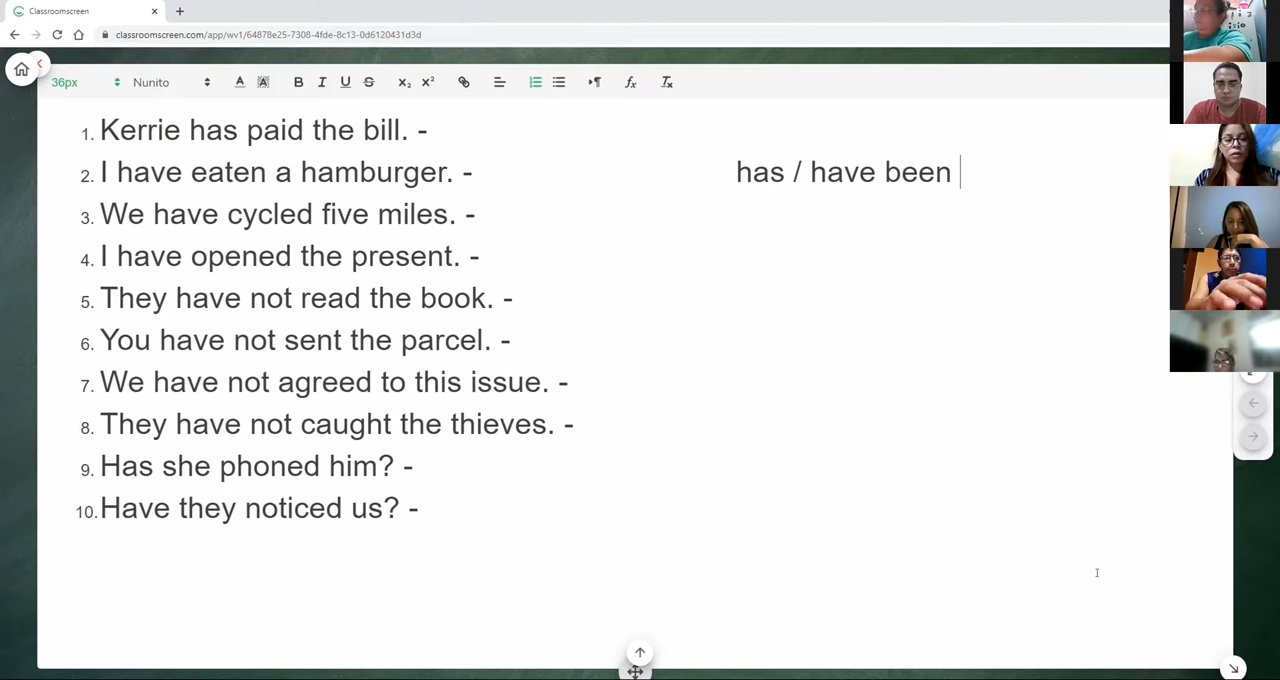 Classroomscreen
classroomscreen.com/app/wv1/64878e25-7308-4fde-8c13-0d6120431d3d
36px Nunito
1. Kerrie has paid the bill. -
2. I have eaten a hamburger. - has / have been
3. We have cycled five miles. -
4. I have opened the present. -
5. They have not read the book. -
6. You have not sent the parcel. -
7. We have not agreed to this issue. -
8. They have not caught the thieves. -
9. Has she phoned him? -
10. Have they noticed us? -